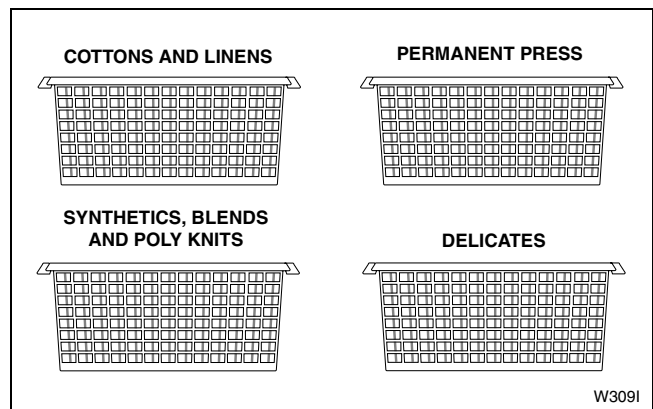 COTTONS AND LINENS
PERMANENT PRESS
SYNTHETICS, BLENDS
AND POLY KNITS
DELICATES
W309I